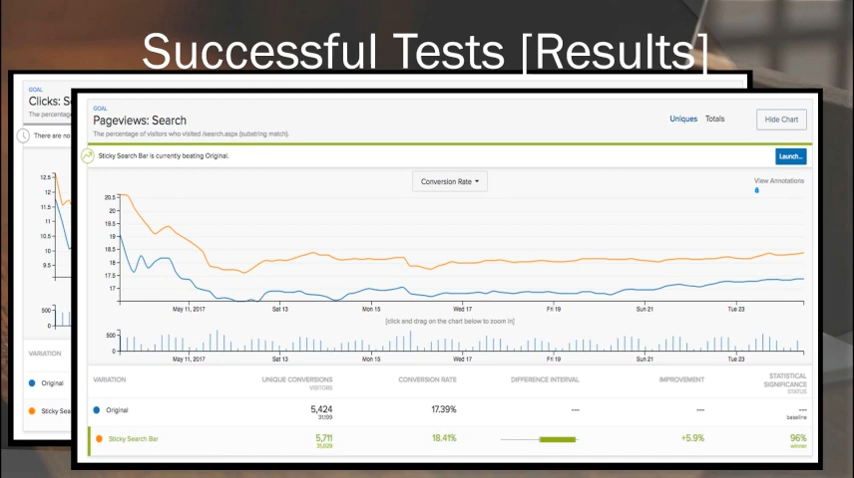 Successful Tests [Results]
GOAL
Clicks: S
The percenta
There are no
12.5
12
11.5
11
10.5
10
9.5
500
0
VARIATION
Original
Sticky Sea
GOAL
Pageviews: Search
The percentage of visitors who visited /search.aspx (substring match).
Uniques Totals
Hide Chart
Sticky Search Bar is currently beating Original.
Launch...
Conversion Rate
View Annotations
20.5
20
19.5
19
18.5
18
17.5
17
May 11, 2017 Sat 13 Mon 15 Wed 17 Fri 19 Sun 21 Tue 23
[click and drag on the chart below to zoom in]
500
0
May 11, 2017 Sat 13 Mon 15 Wed 17 Fri 19 Sun 21 Tue 23
VARIATION UNIQUE CONVERSIONS CONVERSION RATE DIFFERENCE INTERVAL IMPROVEMENT STATISTICAL
SIGNIFICANCE
VISITORS STATUS
Original 5,424 17.39% --- --- ---
baseline
Sticky Search Bar 5,711 18.41% +5.9% 96%
winner